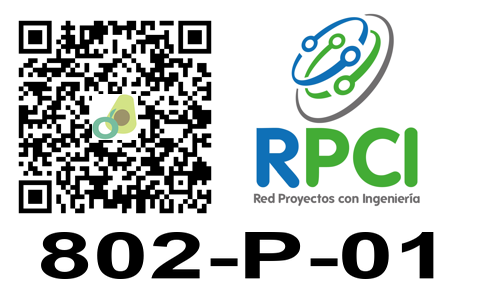 RPCI
Red Proyectos con Ingeniería
802-P-01